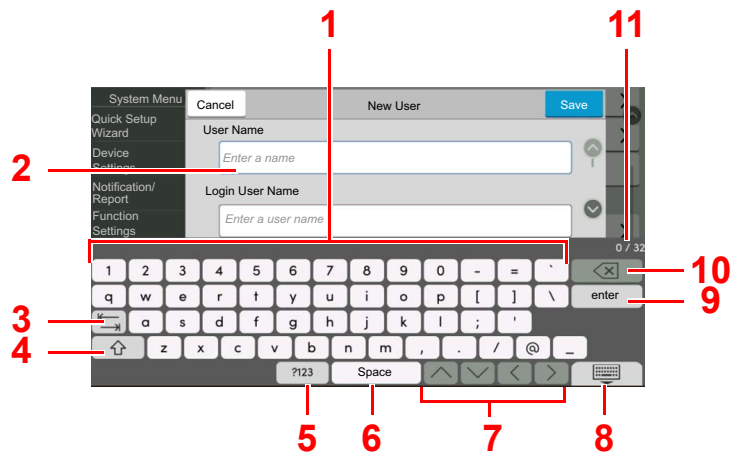 1 11
System Menu Cancel New User Save
Quick Setup
Wizard
User Name
Device
Settings
2
Enter a name
Notification/
Report
Login User Name
Function
Settings
Enter a user name
0 / 32
1 2 3 4 5 6 7 8 9 0 - = ` 10
q w e r t y u i o p [ ] \ enter 9
3 a s d f g h j k l ; '
4 z x c v b n m , . / @ _
?123 Space
5 6 7 8